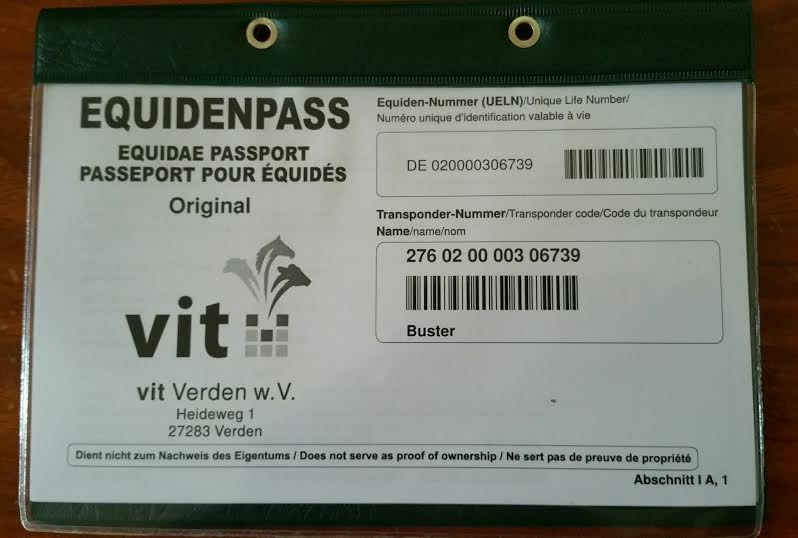 EQUIDENPASS
EQUIDAE PASSPORT
PASSEPORT POUR ÉQUIDÉS
Original
vit
vit Verden w.V.
Heideweg 1
27283 Verden
Equiden-Nummer (UELN)/Unique Life Number/
Numéro unique d'identification valable à vie
DE 020000306739
Transponder-Nummer/Transponder code/Code du transpondeur
Name/name/nom
276 02 00 003 06739
Buster
Dient nicht zum Nachweis des Eigentums / Does not serve as proof of ownership / Ne sert pas de preuve de propriété
Abschnitt I A, 1